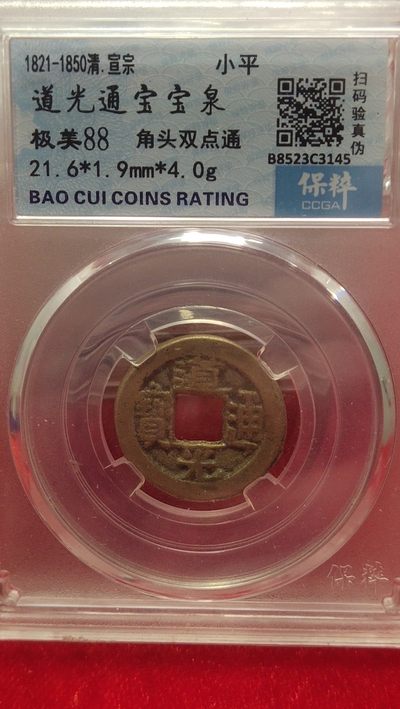 1821-1850清.宣宗 小平
道光通宝宝泉
极美88 角头双点通
21.6*1.9mm*4.0g
BAO CUI COINS RATING
B8523C3145
扫码验真伪
保粹
CCGA
道光通寶
保粹